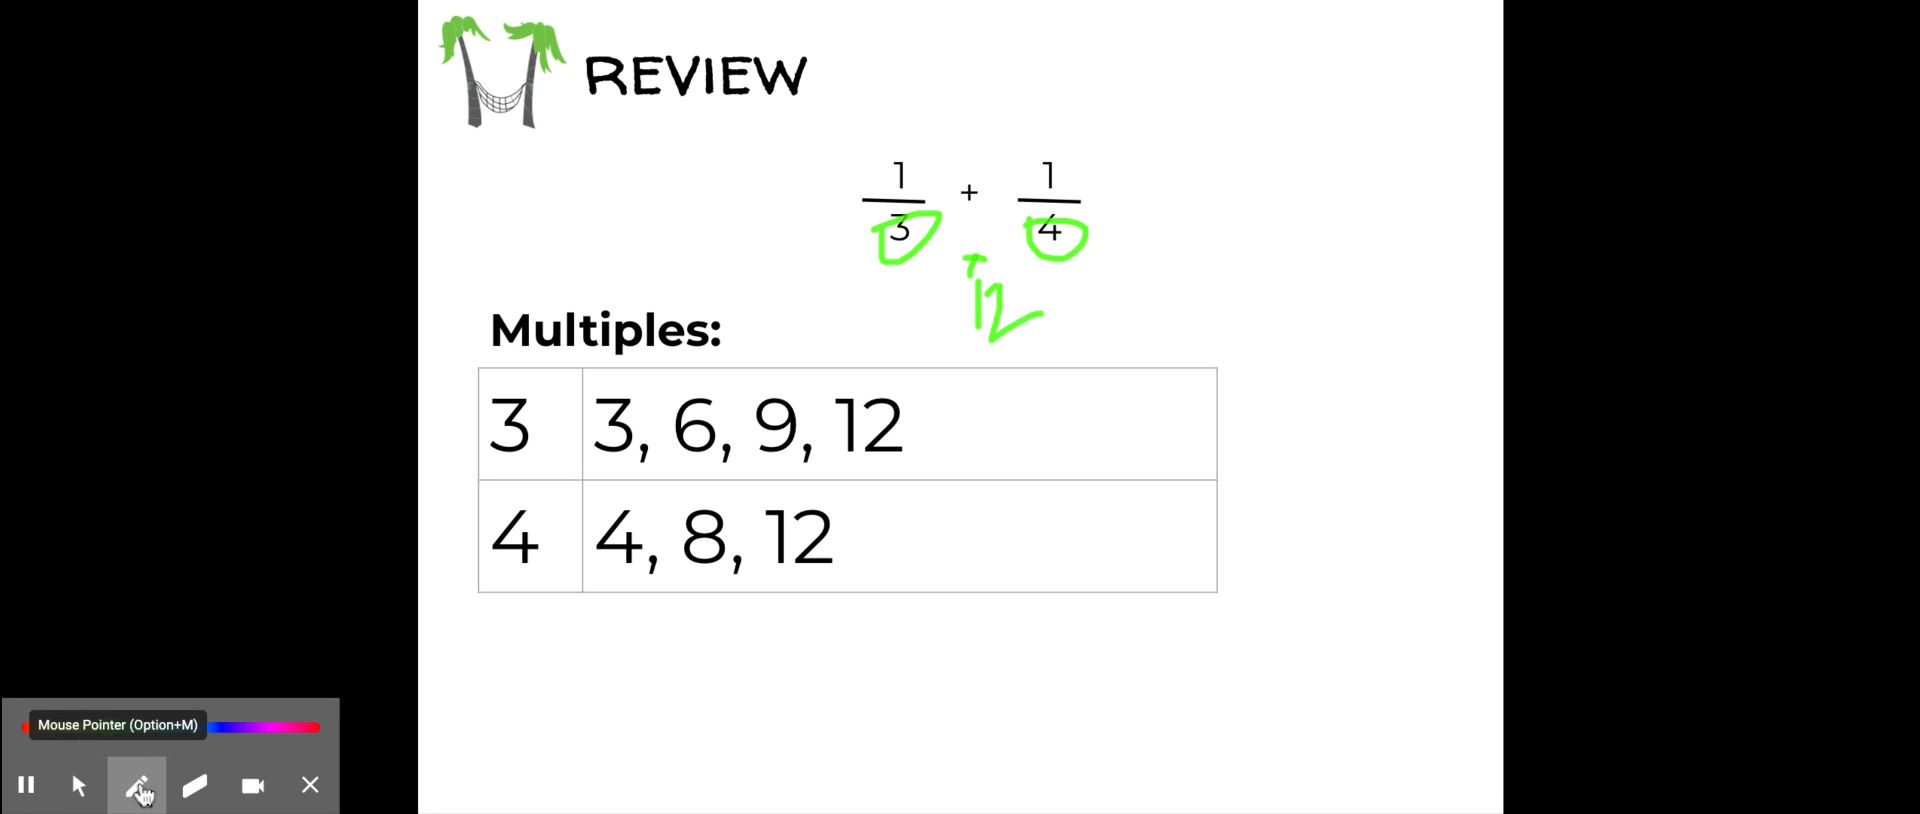 REVIEW
1 + 1
3 4
12
Multiples:
3 3, 6, 9, 12
4 4, 8, 12
Mouse Pointer (Option+M)